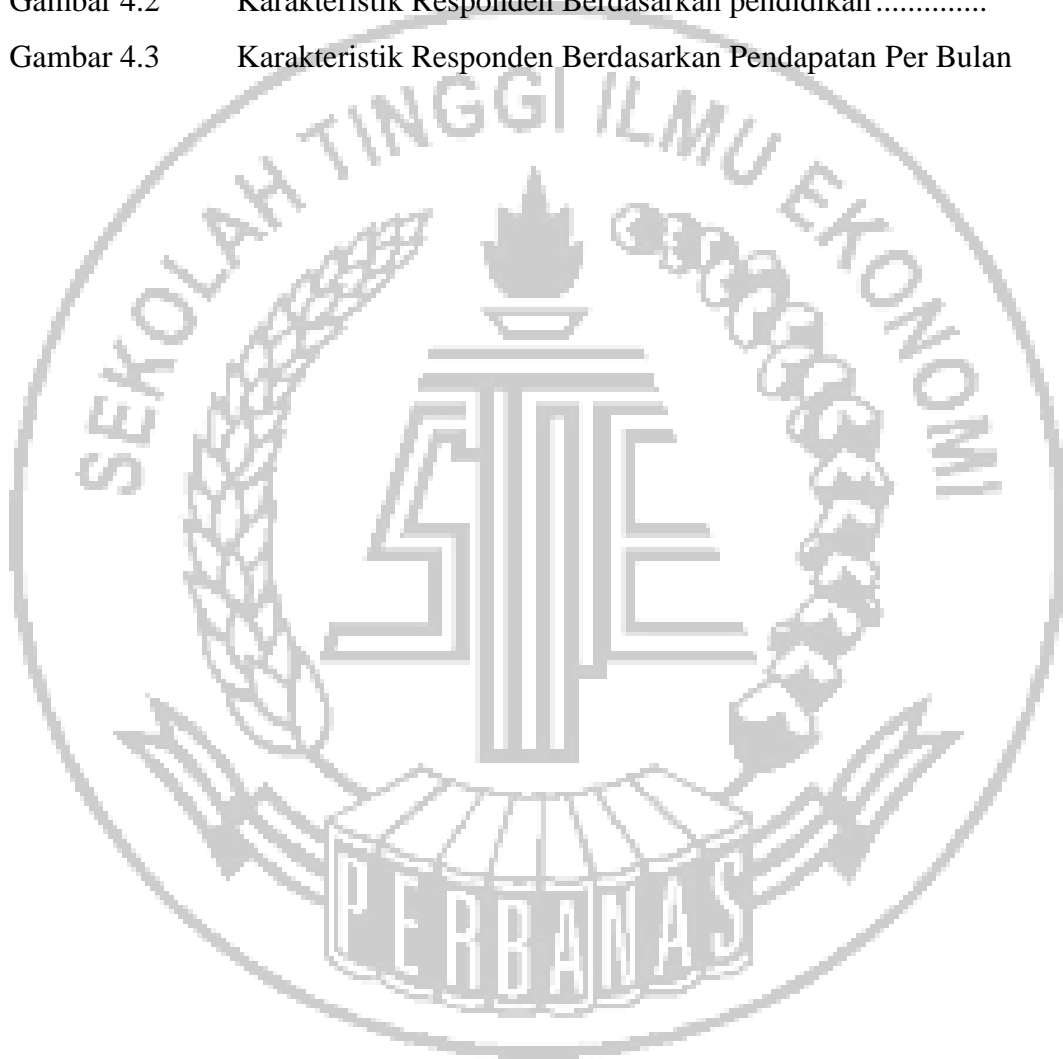 Gambar 4.2 Karakteristik Responden Berdasarkan pendidikan .............
Gambar 4.3 Karakteristik Responden Berdasarkan Pendapatan Per Bulan
SEKOLAH TINGGI ILMU EKONOMI
STIE
PERBANAS